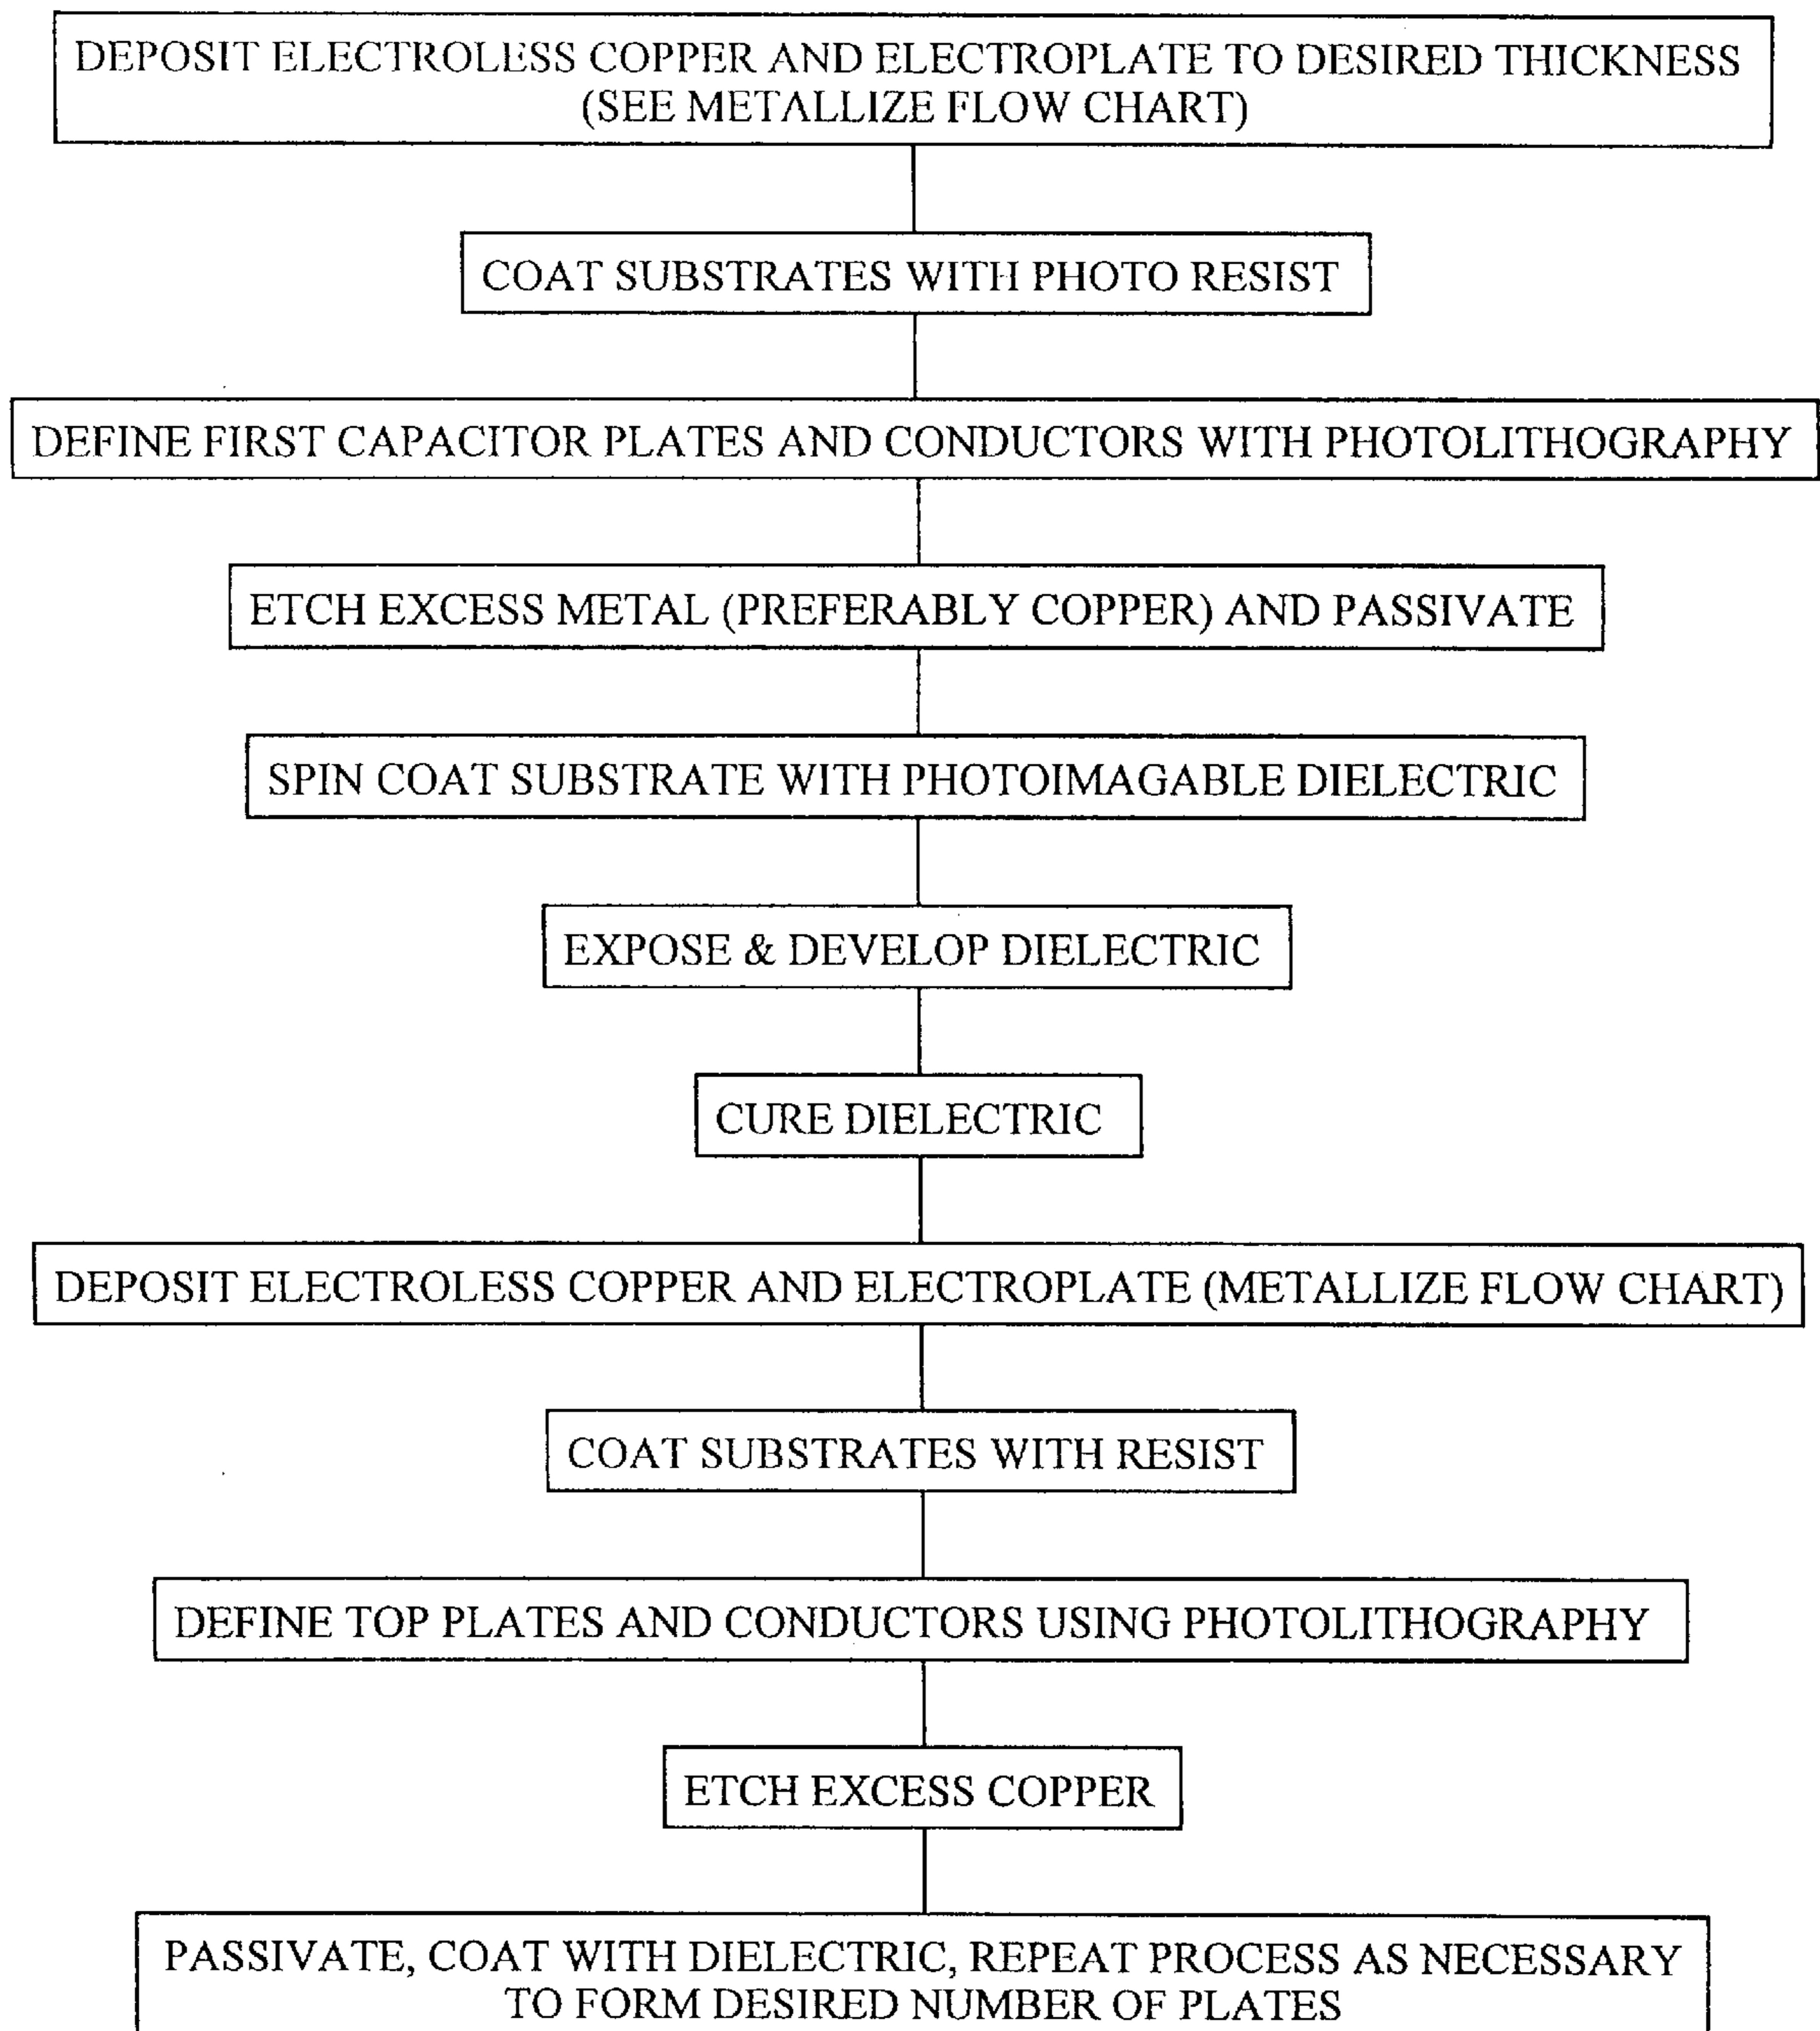 DEPOSIT ELECTROLESS COPPER AND ELECTROPLATE TO DESIRED THICKNESS
(SEE METALLIZE FLOW CHART)
COAT SUBSTRATES WITH PHOTO RESIST
DEFINE FIRST CAPACITOR PLATES AND CONDUCTORS WITH PHOTOLITHOGRAPHY
ETCH EXCESS METAL (PREFERABLY COPPER) AND PASSIVATE
SPIN COAT SUBSTRATE WITH PHOTOIMAGABLE DIELECTRIC
EXPOSE & DEVELOP DIELECTRIC
CURE DIELECTRIC
DEPOSIT ELECTROLESS COPPER AND ELECTROPLATE (METALLIZE FLOW CHART)
COAT SUBSTRATES WITH RESIST
DEFINE TOP PLATES AND CONDUCTORS USING PHOTOLITHOGRAPHY
ETCH EXCESS COPPER
PASSIVATE, COAT WITH DIELECTRIC, REPEAT PROCESS AS NECESSARY
TO FORM DESIRED NUMBER OF PLATES